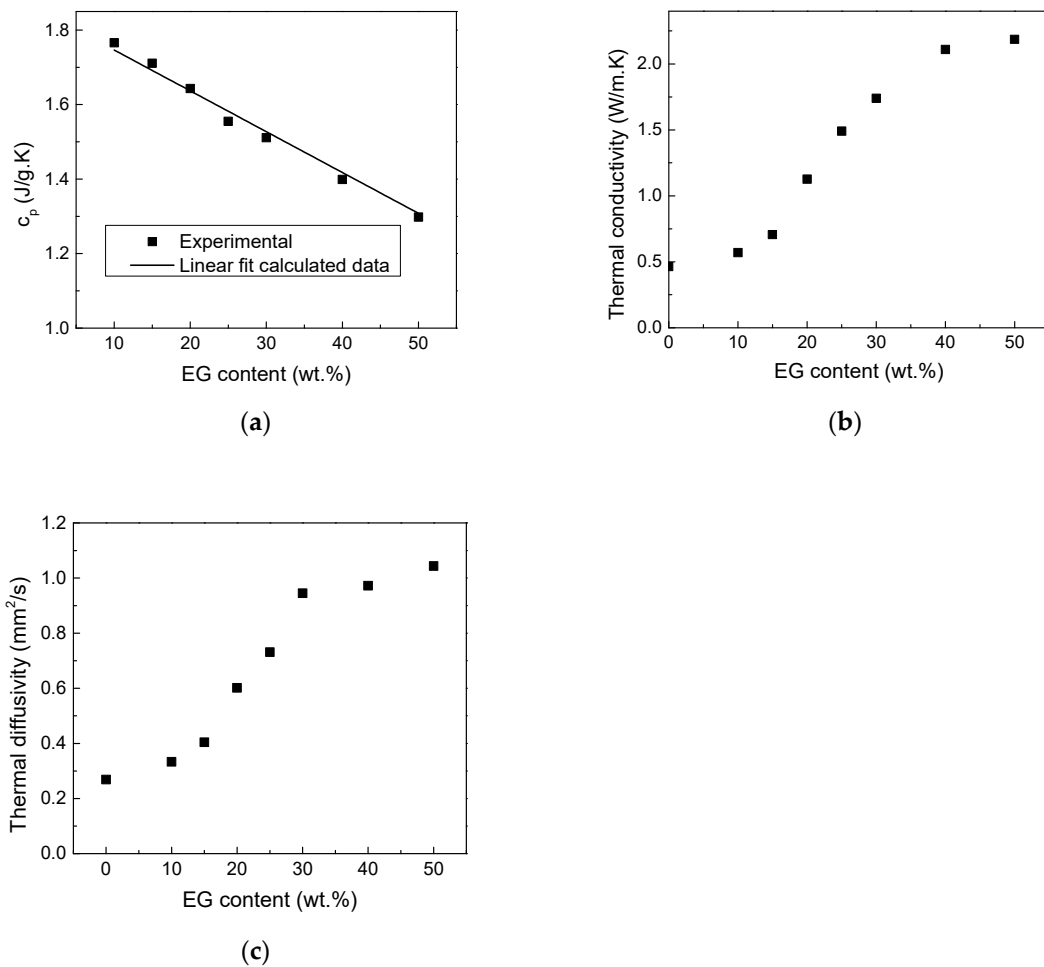 1.8
1.6
1.4
1.2
1.0
c_p (J/g.K)
Experimental
Linear fit calculated data
10 20 30 40 50
EG content (wt.%)
(a)
2.0
1.5
1.0
0.5
0.0
Thermal conductivity (W/m.K)
0 10 20 30 40 50
EG content (wt.%)
(b)
1.2
1.0
0.8
0.6
0.4
0.2
0.0
Thermal diffusivity (mm²/s)
0 10 20 30 40 50
EG content (wt.%)
(c)